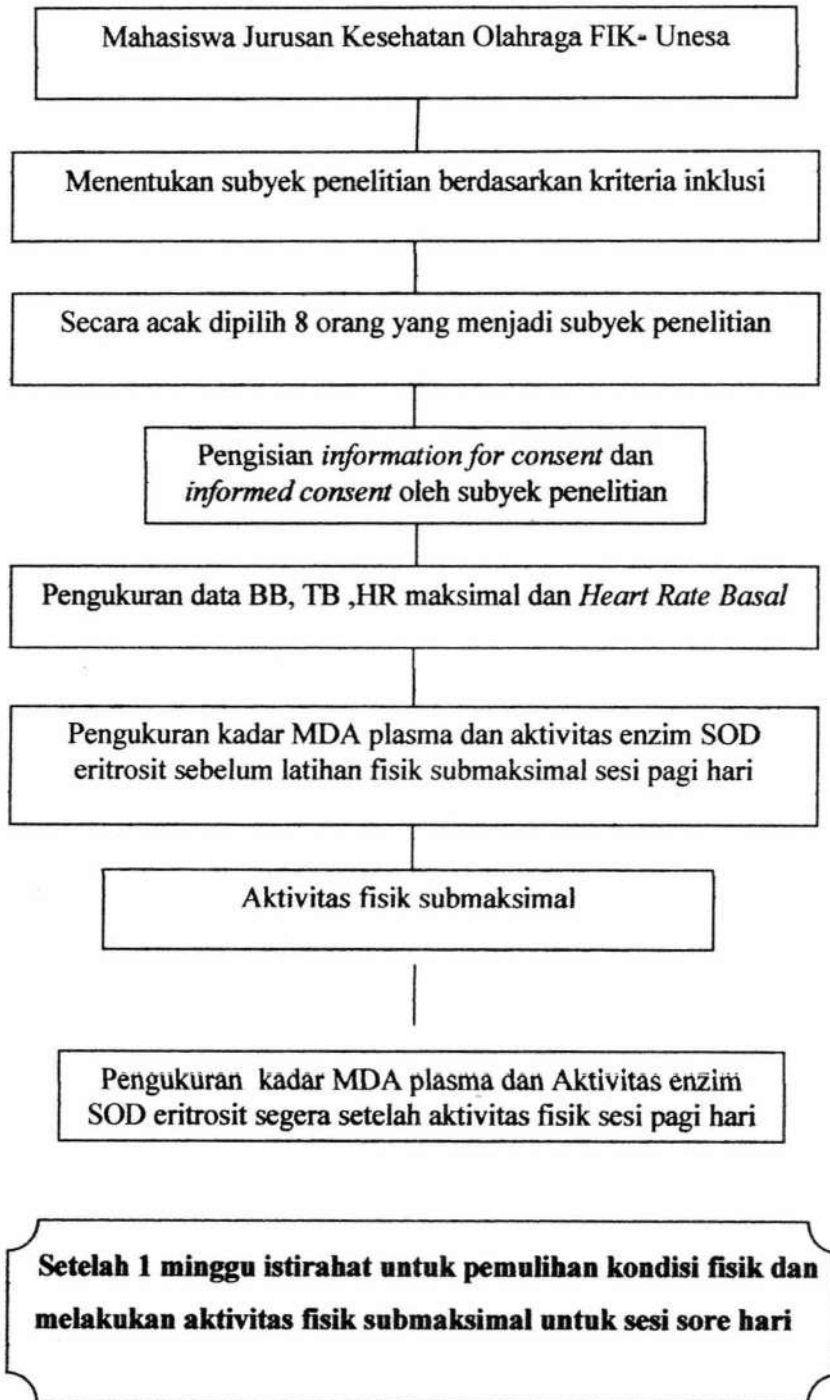 Mahasiswa Jurusan Kesehatan Olahraga FIK- Unesa
Menentukan subyek penelitian berdasarkan kriteria inklusi
Secara acak dipilih 8 orang yang menjadi subyek penelitian
Pengisian information for consent dan
informed consent oleh subyek penelitian
Pengukuran data BB, TB ,HR maksimal dan Heart Rate Basal
Pengukuran kadar MDA plasma dan aktivitas enzim SOD
eritrosit sebelum latihan fisik submaksimal sesi pagi hari
Aktivitas fisik submaksimal
Pengukuran kadar MDA plasma dan Aktivitas enzim
SOD eritrosit segera setelah aktivitas fisik sesi pagi hari
Setelah 1 minggu istirahat untuk pemulihan kondisi fisik dan
melakukan aktivitas fisik submaksimal untuk sesi sore hari